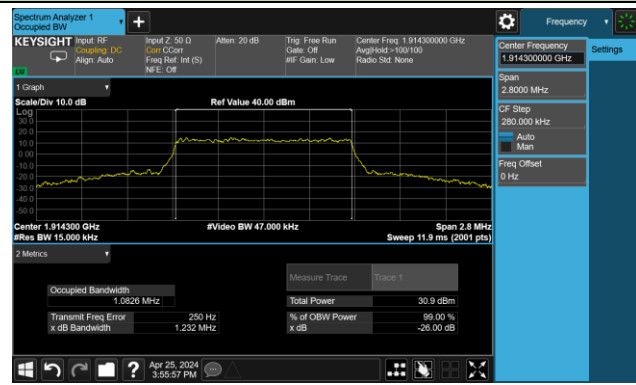 Spectrum Analyzer 1
Occupied BW
Frequency
KEYSIGHT
Input: RF
Coupling: DC
Align: Auto
Input Z: 50 Ω
Corr CCorr
Freq Ref: Int (S)
NFE: Off
Atten: 20 dB
Trig: Free Run
Gate: Off
#IF Gain: Low
Center Freq: 1.914300000 GHz
Avg|Hold:>100/100
Radio Std: None
Center Frequency
1.914300000 GHz
Settings
Span
2.8000 MHz
CF Step
280.000 kHz
Auto
Man
Freq Offset
0 Hz
1 Graph
Scale/Div 10.0 dB
Ref Value 40.00 dBm
Log
30.0
20.0
10.0
0.00
-10.0
-20.0
-30.0
-40.0
-50.0
Center 1.914300 GHz
#Video BW 47.000 kHz
Span 2.8 MHz
#Res BW 15.000 kHz
Sweep 11.9 ms (2001 pts)
2 Metrics
Measure Trace
Trace 1
Occupied Bandwidth
1.0826 MHz
Total Power
30.9 dBm
Transmit Freq Error
250 Hz
% of OBW Power
99.00 %
x dB Bandwidth
1.232 MHz
x dB
-26.00 dB
Apr 25, 2024
3:55:57 PM